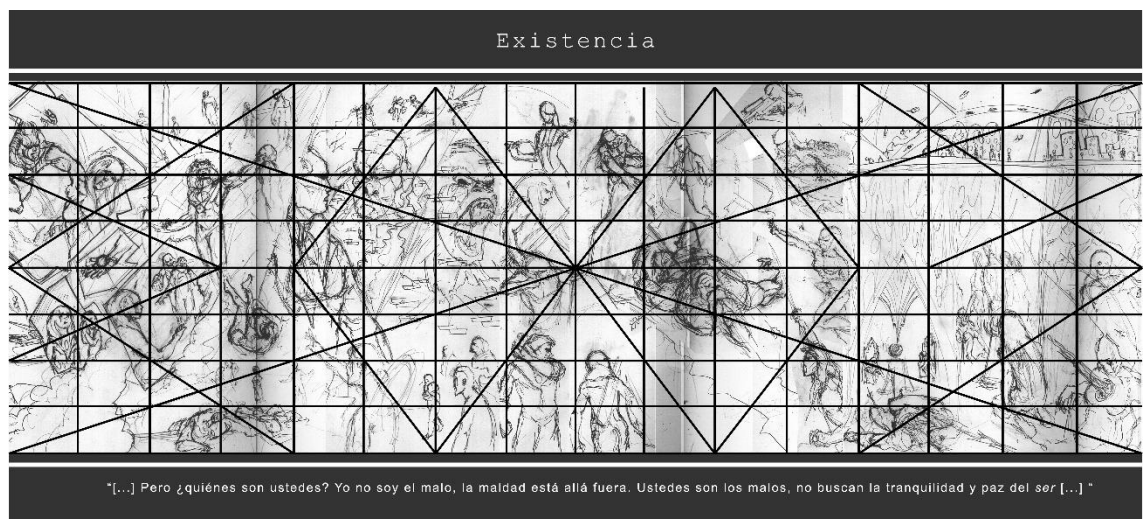 Existencia
"[...] Pero ¿quiénes son ustedes? Yo no soy el malo, la maldad está allá fuera. Ustedes son los malos, no buscan la tranquilidad y paz del ser [...] "